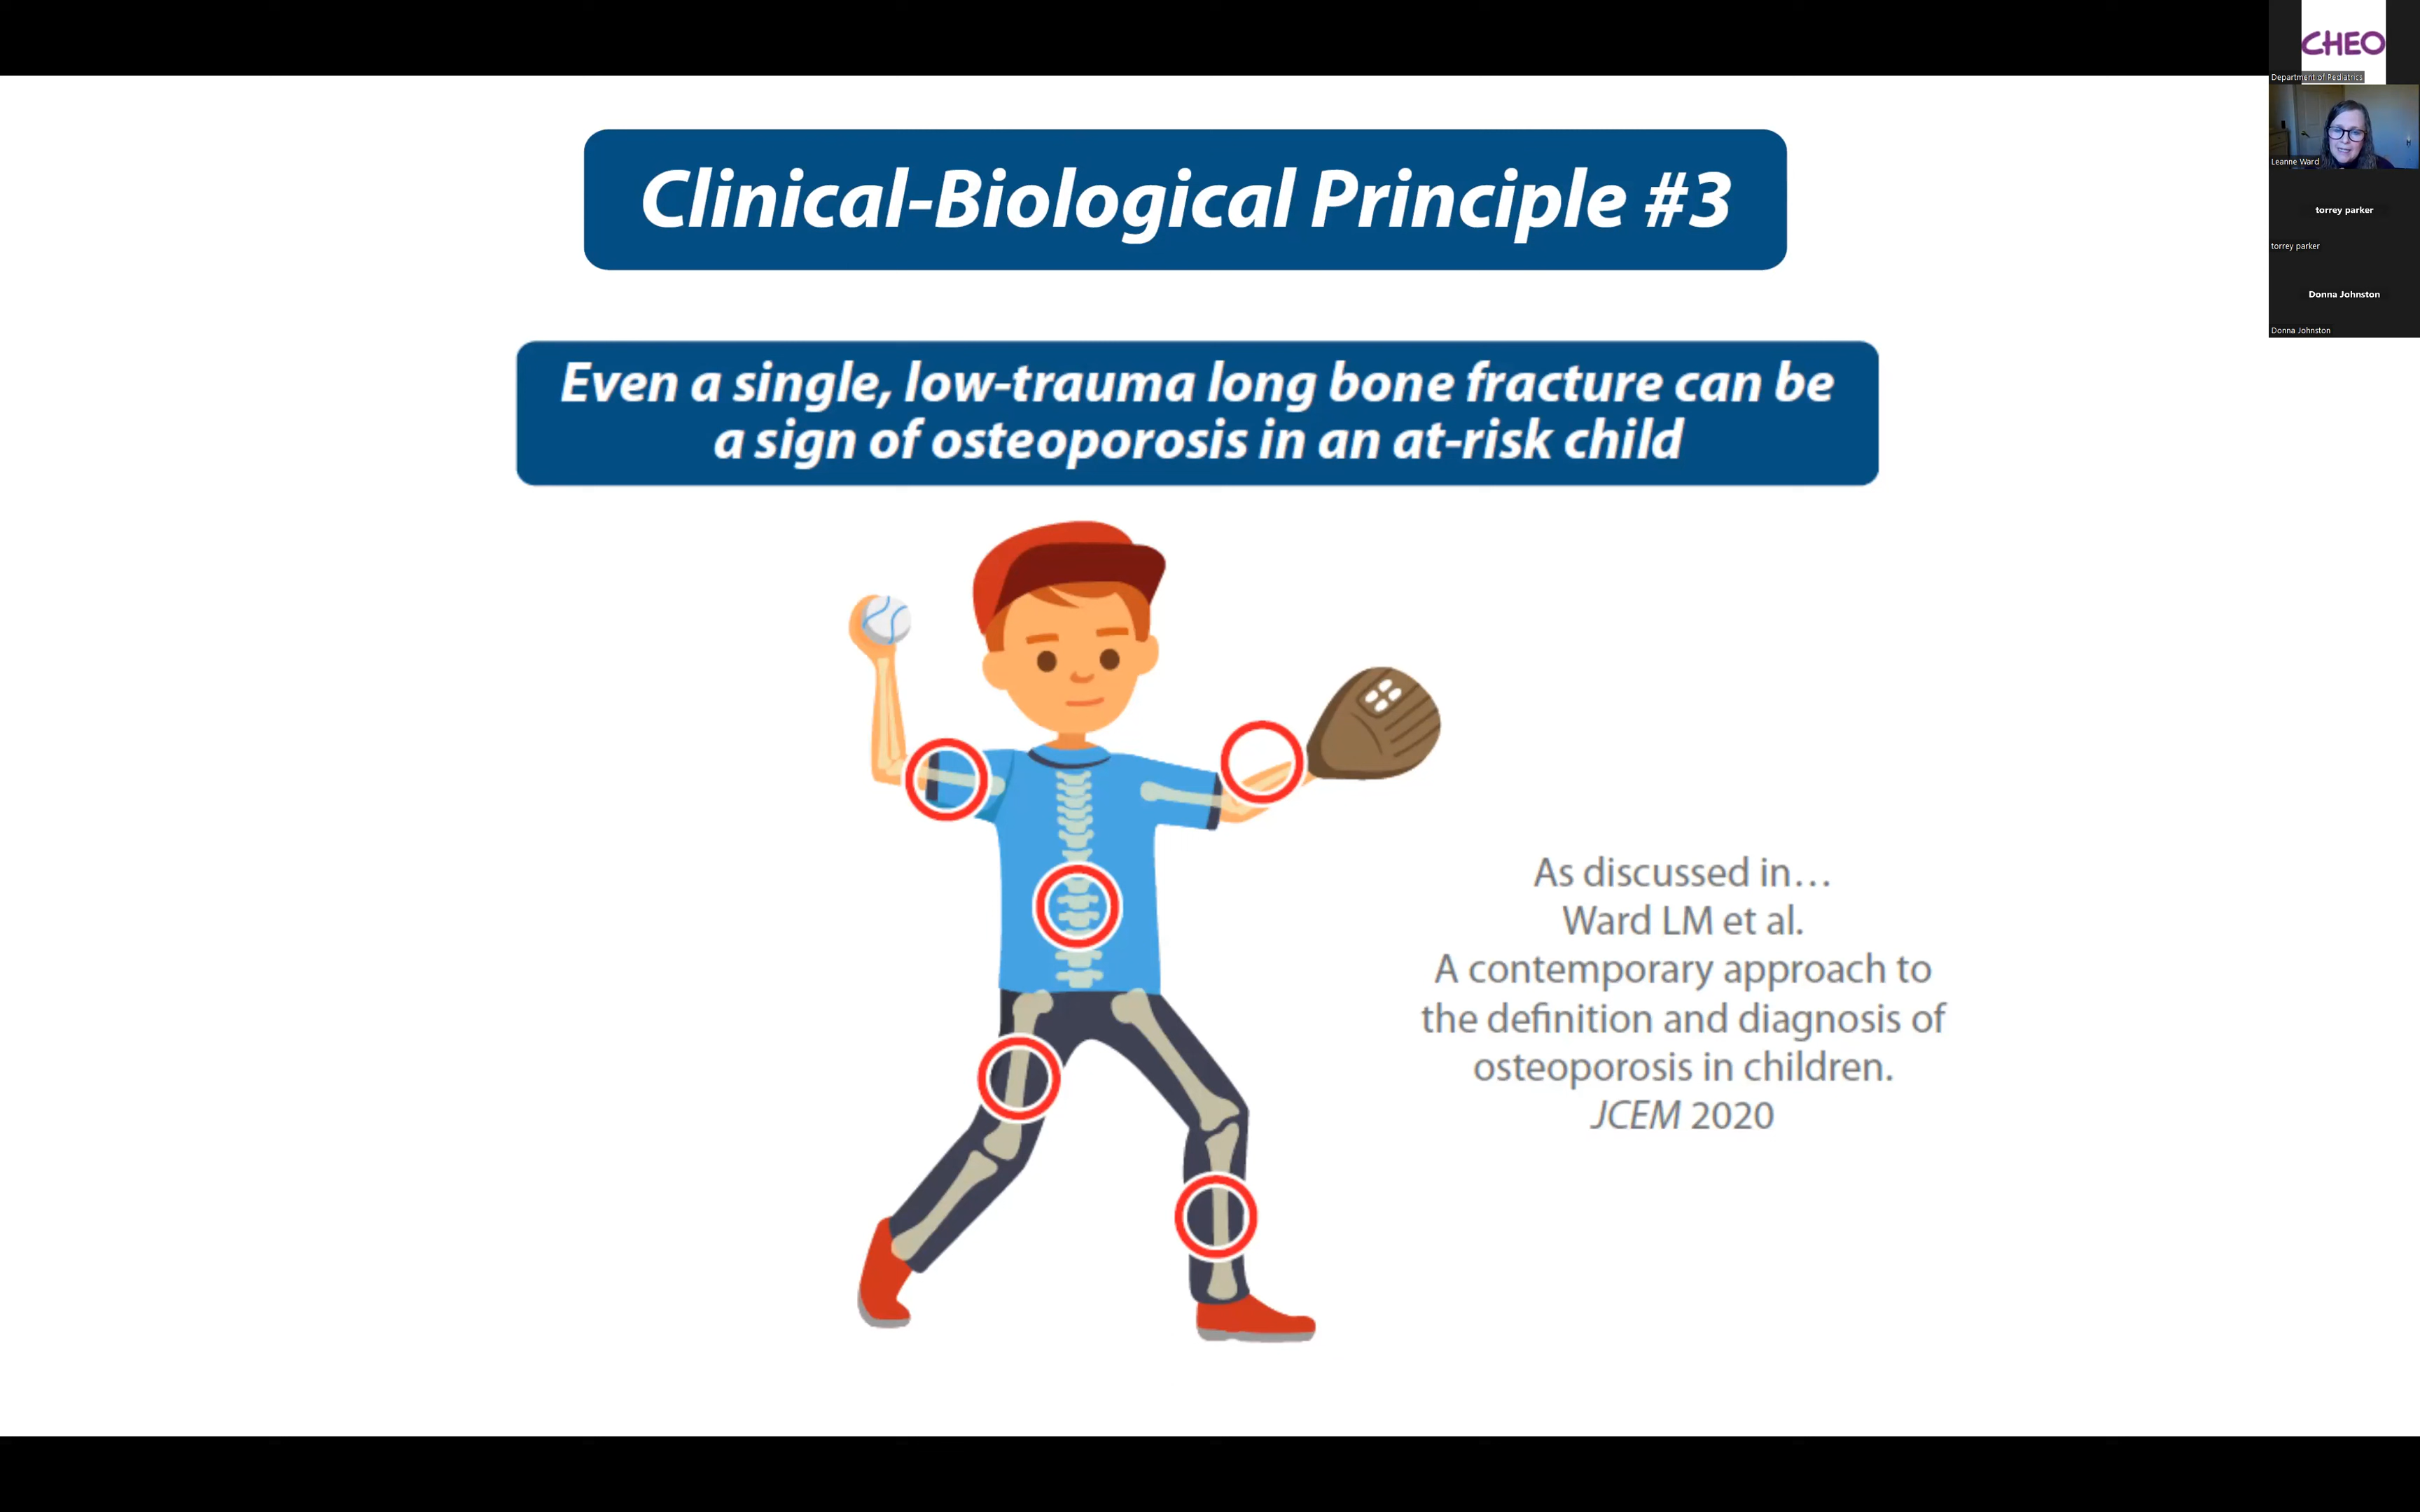 Clinical-Biological Principle #3
Even a single, low-trauma long bone fracture can be
a sign of osteoporosis in an at-risk child
As discussed in…
Ward LM et al.
A contemporary approach to
the definition and diagnosis of
osteoporosis in children.
JCEM 2020
CHEO
Department of Pediatrics
Leanne Ward
torrey parker
torrey parker
Donna Johnston
Donna Johnston